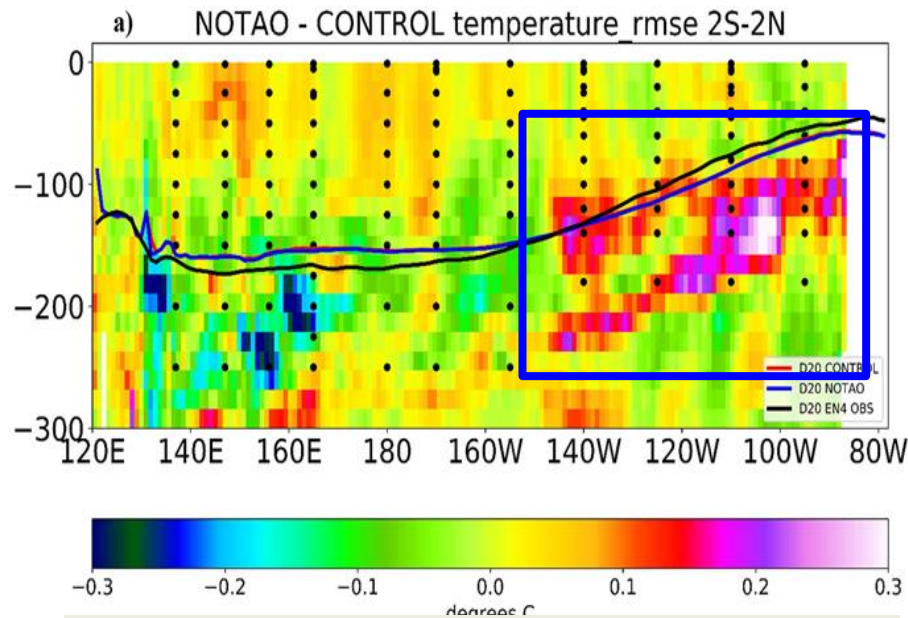 a) NOTAO - CONTROL temperature_rmse 2S-2N
0
−100
−200
−300
D20 CONTROL
D20 NOTAO
D20 EN4 OBS
120E 140E 160E 180 160W 140W 120W 100W 80W
−0.3 −0.2 −0.1 0.0 0.1 0.2 0.3
degrees C